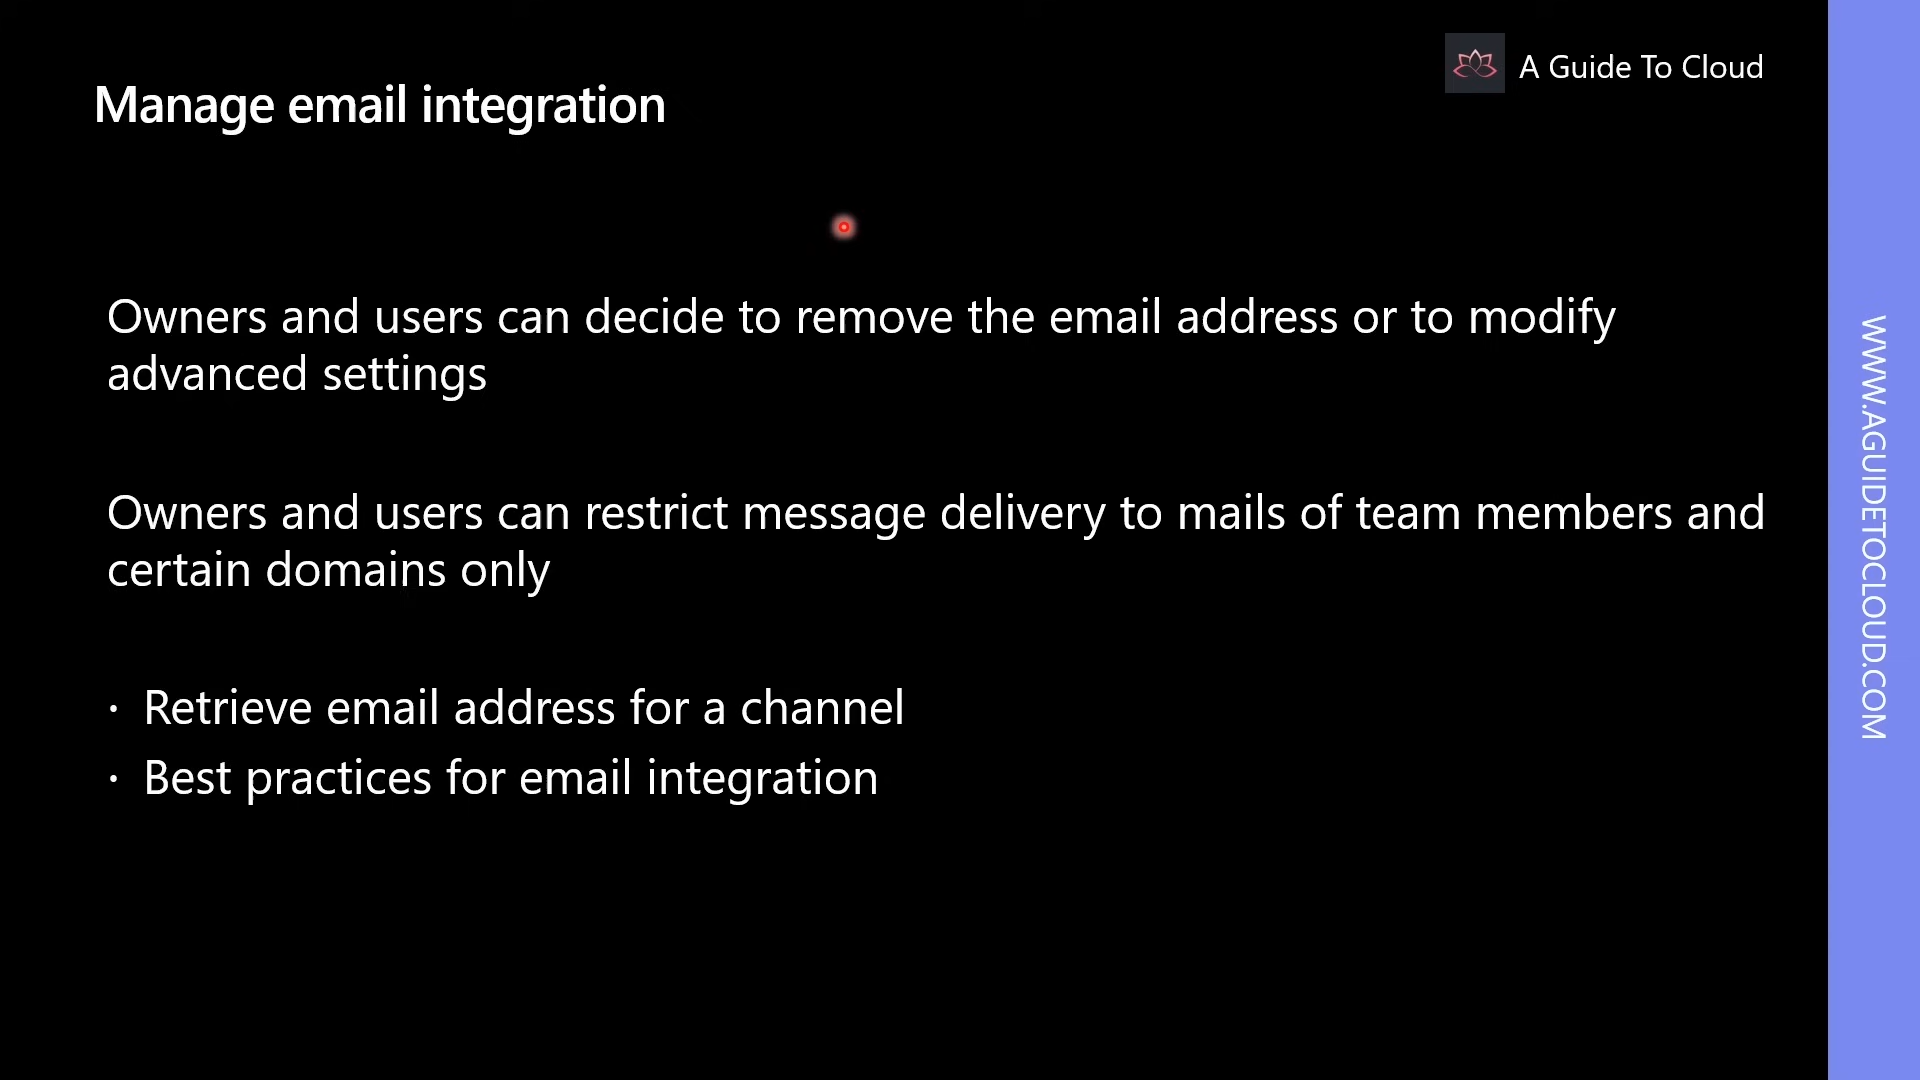 A Guide To Cloud
Manage email integration
Owners and users can decide to remove the email address or to modify
advanced settings
Owners and users can restrict message delivery to mails of team members and
certain domains only
· Retrieve email address for a channel
· Best practices for email integration
WWW.AGUIDETOCLOUD.COM